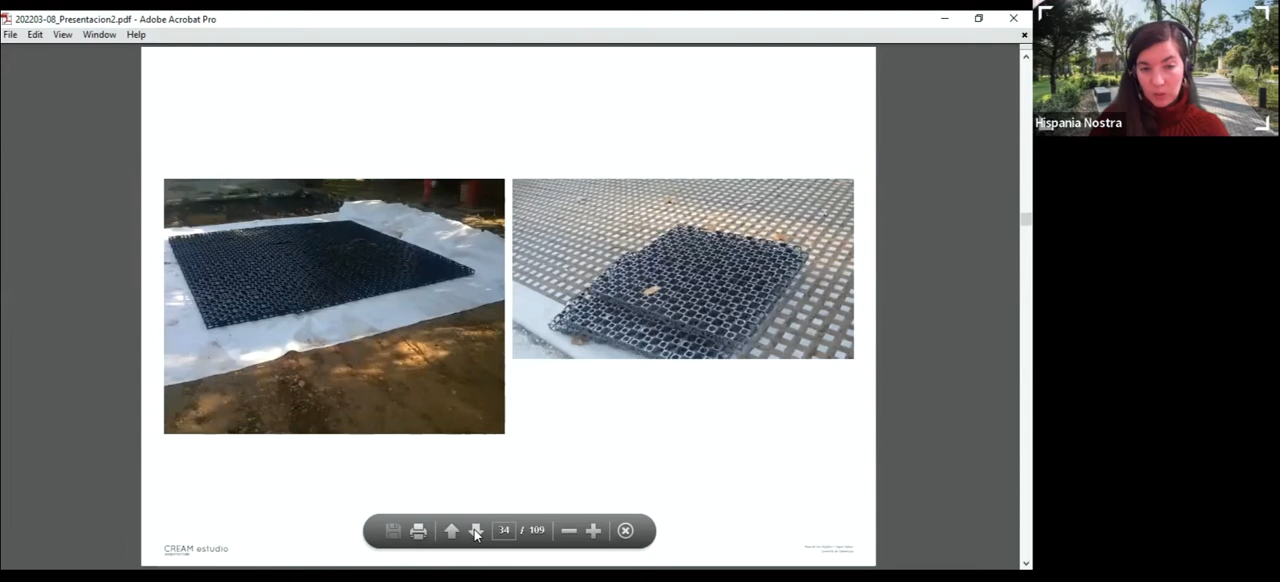 202203-08_Presentacion2.pdf - Adobe Acrobat Pro
File Edit View Window Help
Hispania Nostra
34 / 109
CREAM estudio